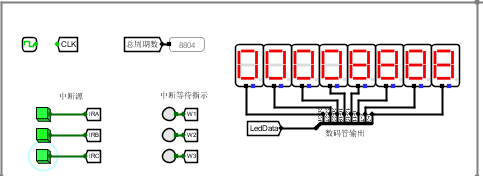 CLK
总周期数
8804
00008888
中断源
中断等待指示
IRA
W1
IRB
W2
IRC
W3
LedData
数码管输出